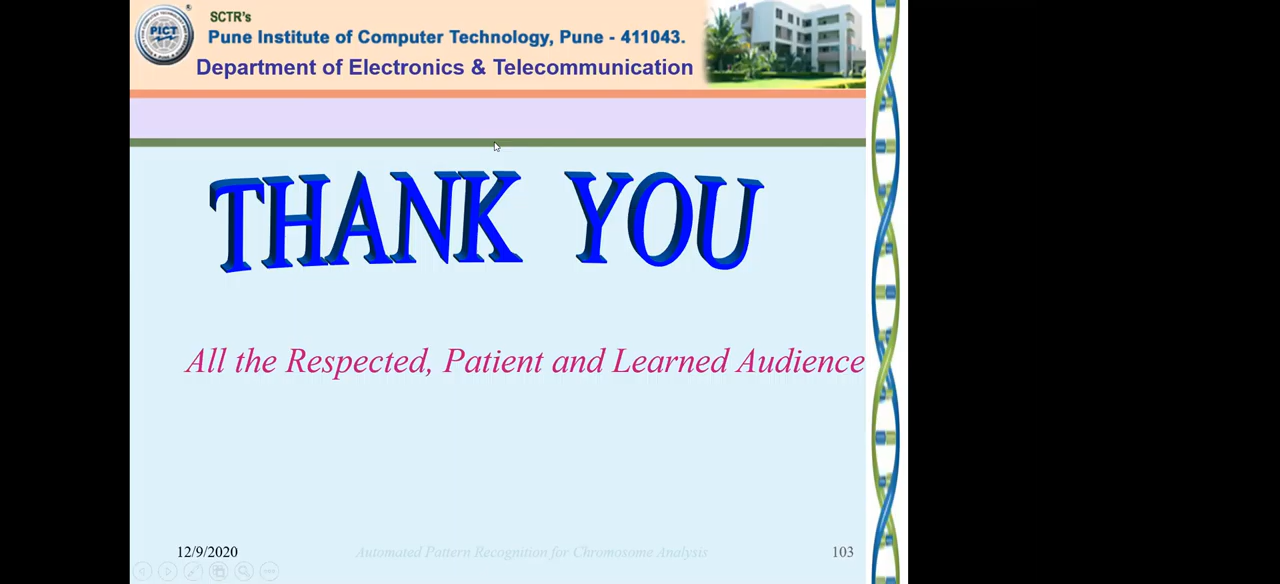 SCTR's
PICT
Pune Institute of Computer Technology, Pune - 411043.
Department of Electronics & Telecommunication
THANK YOU
All the Respected, Patient and Learned Audience
12/9/2020
Automated Pattern Recognition for Chromosome Analysis
103